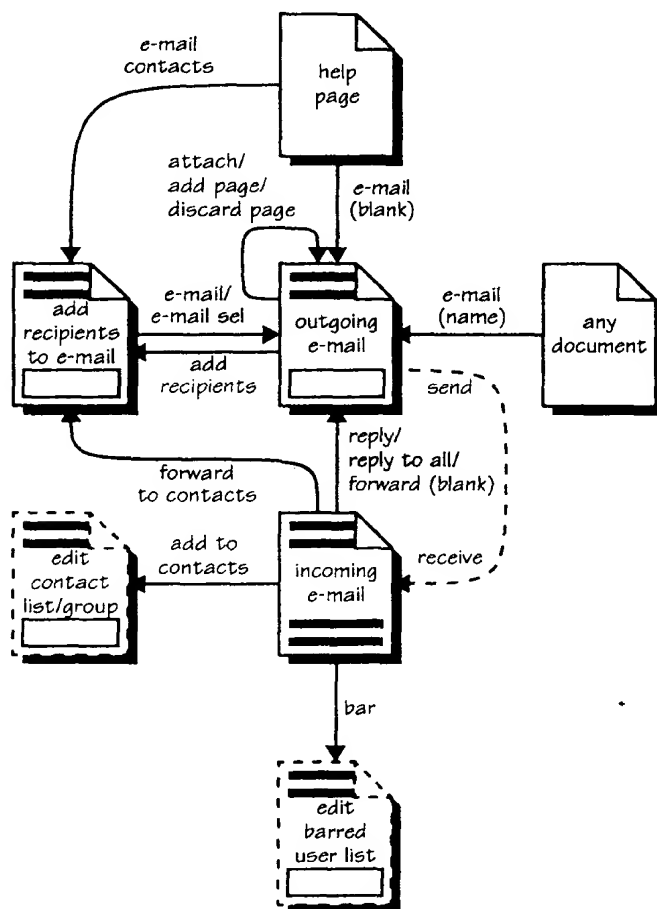 e-mail
contacts
help
page
attach/
add page/
discard page
e-mail
(blank)
add
recipients
to e-mail
e-mail/
e-mail sel
add
recipients
outgoing
e-mail
e-mail
(name)
any
document
send
reply/
reply to all/
forward (blank)
forward
to contacts
edit
contact
list/group
add to
contacts
incoming
e-mail
receive
bar
edit
barred
user list